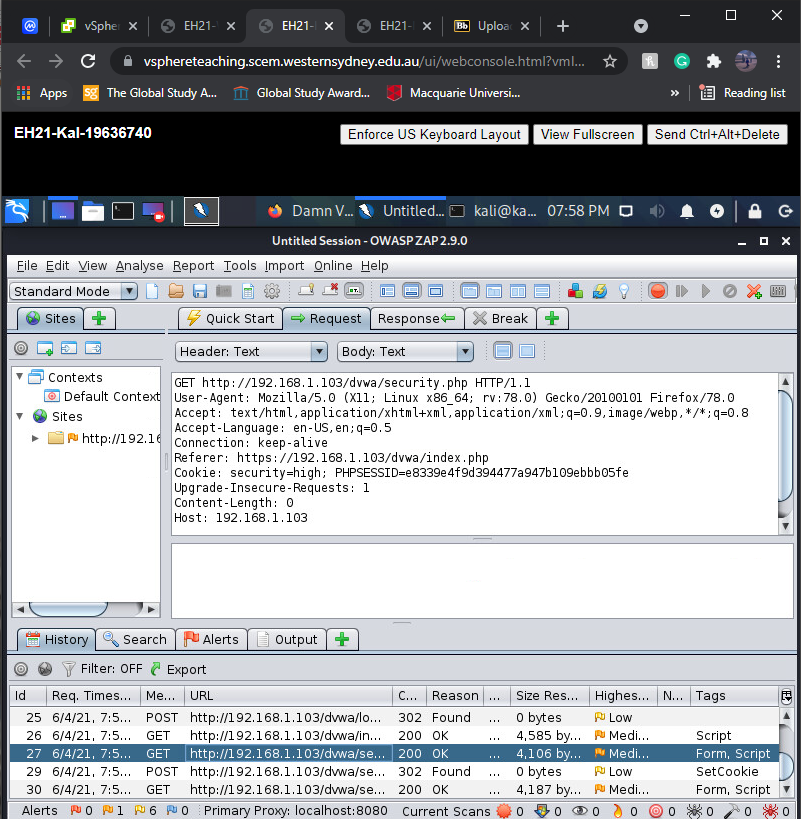 vSpher
EH21-
EH21-
EH21-
Bb Uploa
vsphereteaching.scem.westernsydney.edu.au/ui/webconsole.html?vml...
Apps SG The Global Study A... Global Study Award... Macquarie Universi... » Reading list
EH21-Kal-19636740 Enforce US Keyboard Layout View Fullscreen Send Ctrl+Alt+Delete
Damn V... Untitled... kali@ka... 07:58 PM
Untitled Session - OWASP ZAP 2.9.0
File Edit View Analyse Report Tools Import Online Help
Standard Mode
Sites Quick Start Request Response Break
Header: Text Body: Text
Contexts
Default Context
Sites
http://192.16
GET http://192.168.1.103/dvwa/security.php HTTP/1.1
User-Agent: Mozilla/5.0 (X11; Linux x86_64; rv:78.0) Gecko/20100101 Firefox/78.0
Accept: text/html,application/xhtml+xml,application/xml;q=0.9,image/webp,*/*;q=0.8
Accept-Language: en-US,en;q=0.5
Connection: keep-alive
Referer: https://192.168.1.103/dvwa/index.php
Cookie: security=high; PHPSESSID=e8339e4f9d394477a947b109ebbb05fe
Upgrade-Insecure-Requests: 1
Content-Length: 0
Host: 192.168.1.103
History Search Alerts Output
Filter: OFF Export
Id Req. Times... Me... URL C... Reason ... Size Res... Highes... N... Tags
25 6/4/21, 7:5... POST http://192.168.1.103/dvwa/lo... 302 Found ... 0 bytes Low
26 6/4/21, 7:5... GET http://192.168.1.103/dvwa/in... 200 OK ... 4,585 by... Medi... Script
27 6/4/21, 7:5... GET http://192.168.1.103/dvwa/se... 200 OK ... 4,106 by... Medi... Form, Script
29 6/4/21, 7:5... POST http://192.168.1.103/dvwa/se... 302 Found ... 0 bytes Low SetCookie
30 6/4/21, 7:5... GET http://192.168.1.103/dvwa/se... 200 OK ... 4,187 by... Medi... Form, Script
Alerts 0 1 6 0 Primary Proxy: localhost:8080 Current Scans 0 0 0 0 0 0 0 0